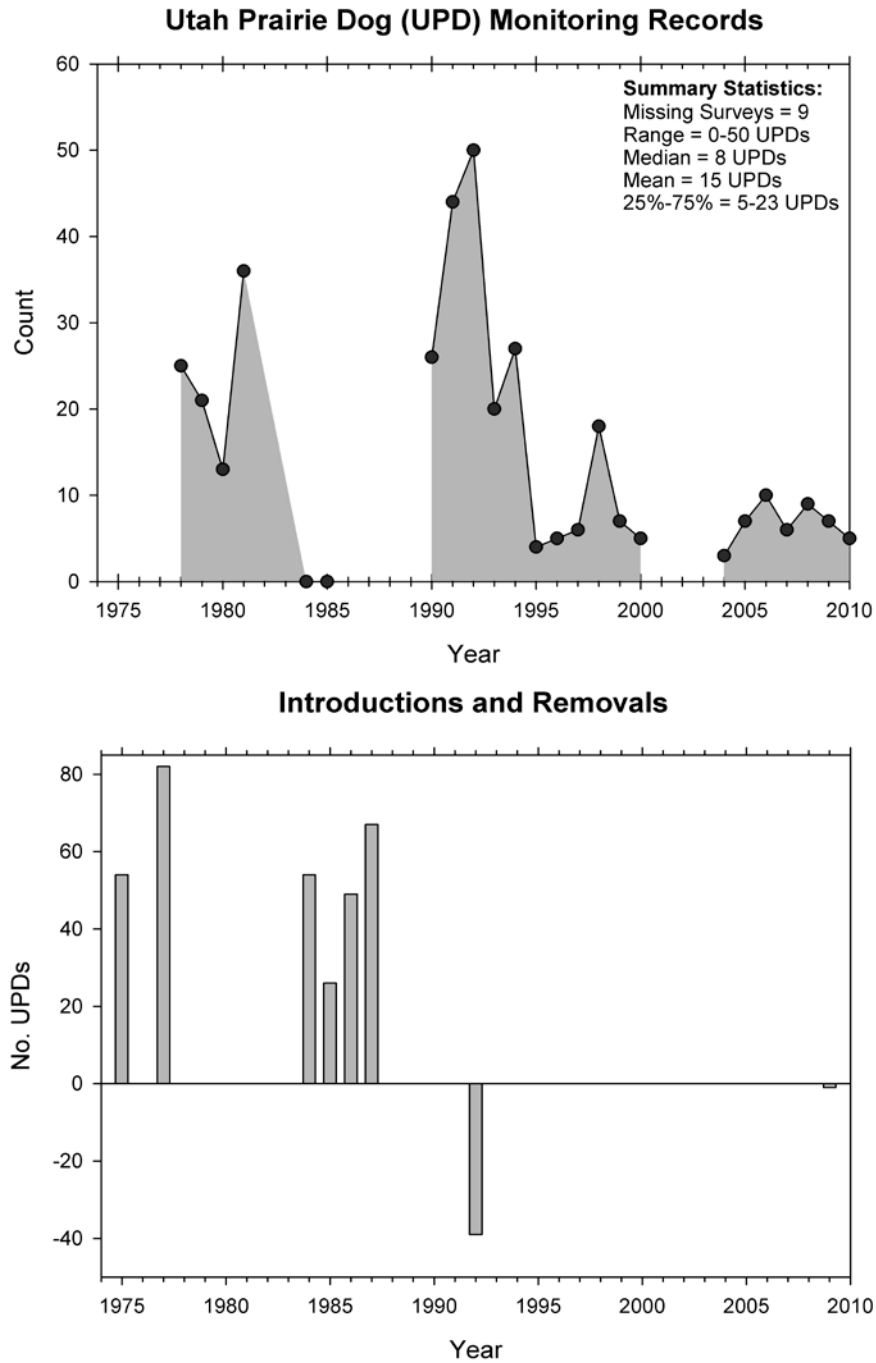 Utah Prairie Dog (UPD) Monitoring Records
60
50
40
30
20
10
0
Count
Summary Statistics:
Missing Surveys = 9
Range = 0-50 UPDs
Median = 8 UPDs
Mean = 15 UPDs
25%-75% = 5-23 UPDs
1975 1980 1985 1990 1995 2000 2005 2010
Year
Introductions and Removals
80
60
40
20
0
-20
-40
No. UPDs
1975 1980 1985 1990 1995 2000 2005 2010
Year